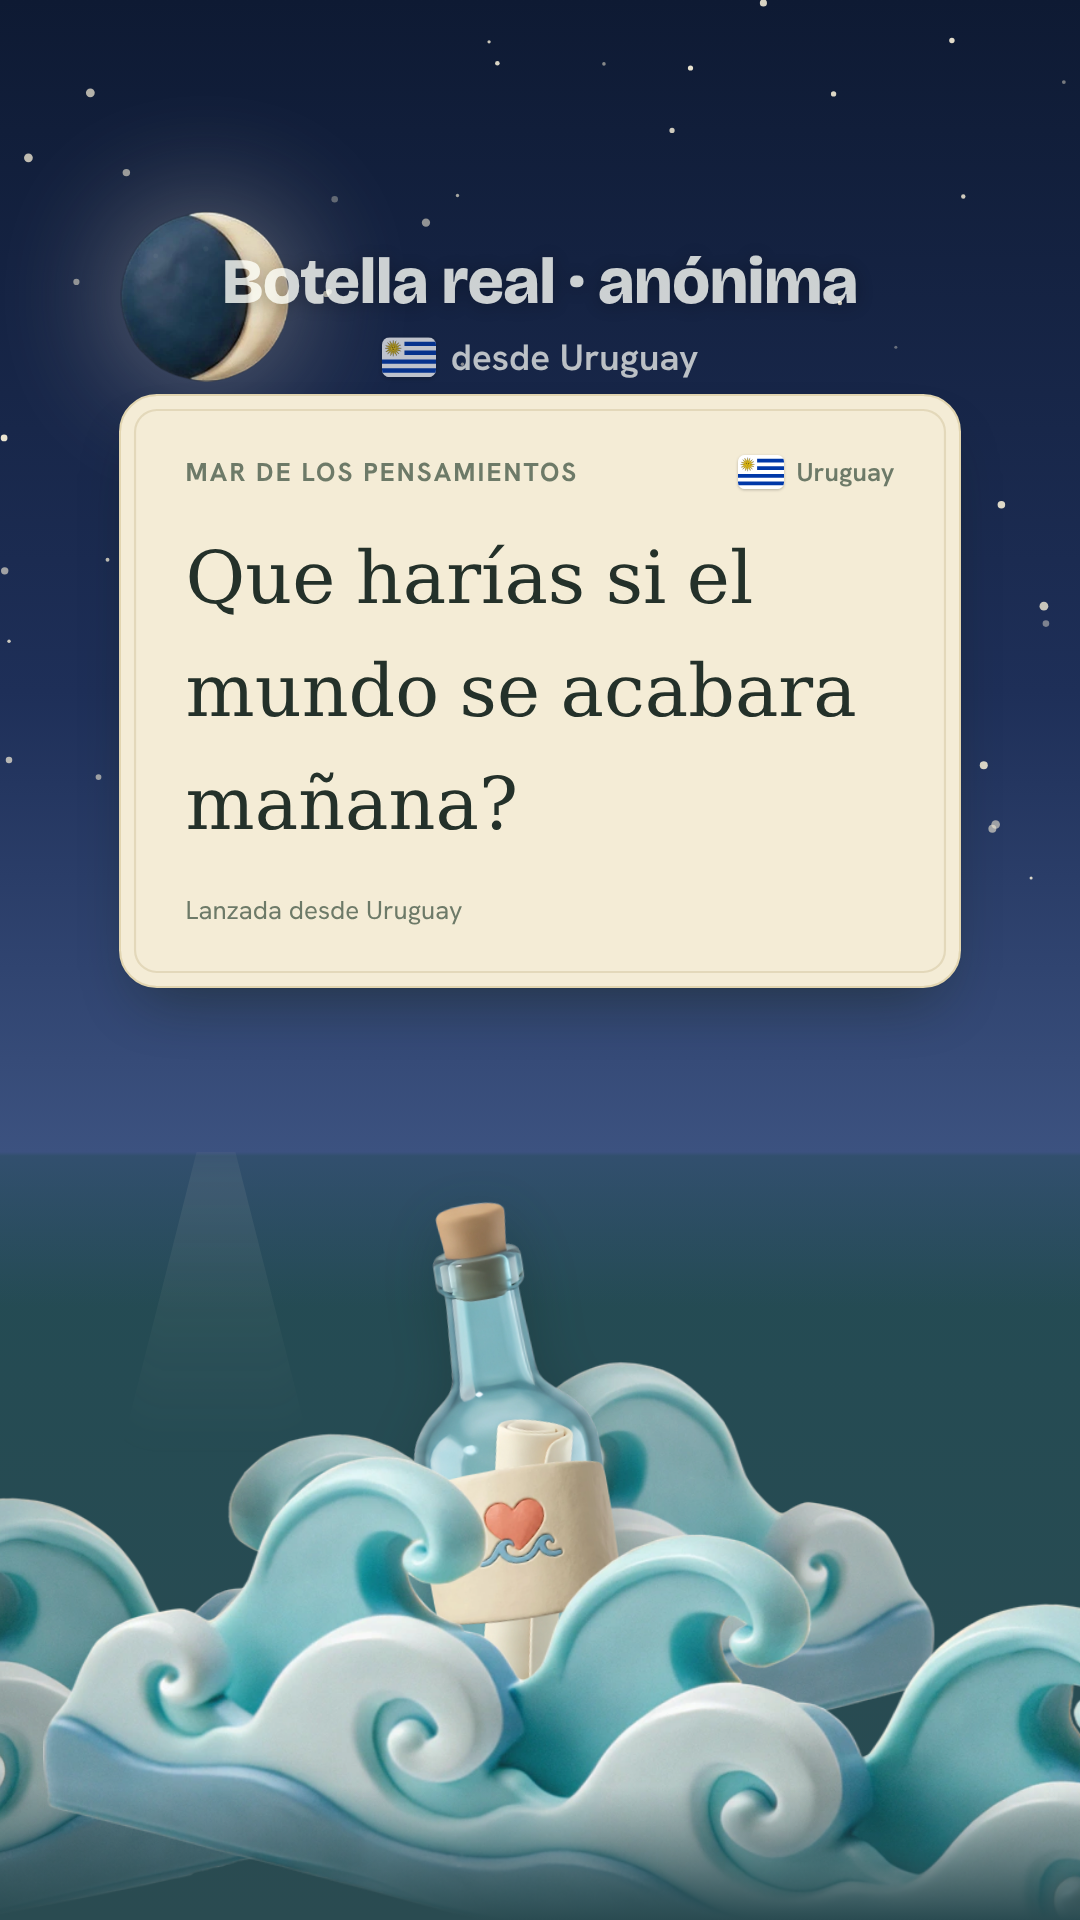 Botella real · anónima
desde Uruguay
MAR DE LOS PENSAMIENTOS
Uruguay
Que harías si el
mundo se acabara
mañana?
Lanzada desde Uruguay